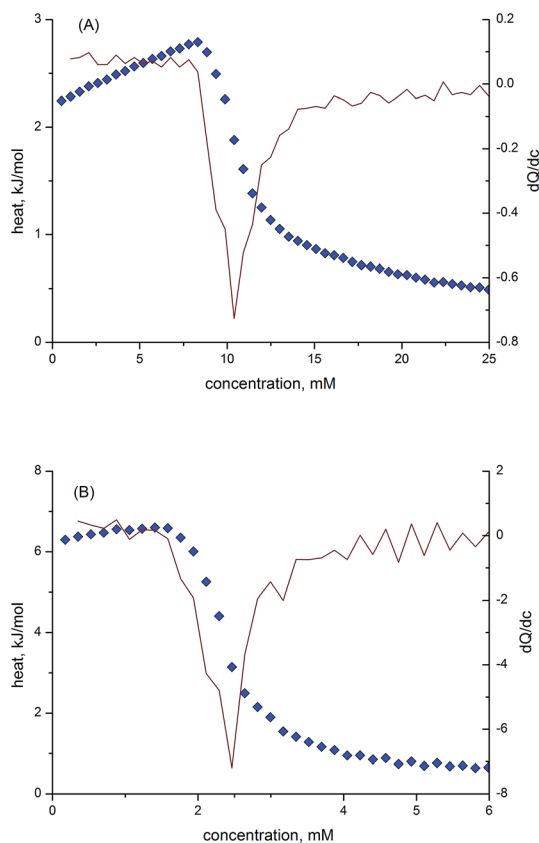 (A)
3
2
1
0
heat, kJ/mol
0.2
0.0
-0.2
-0.4
-0.6
-0.8
dQ/dc
0 5 10 15 20 25
concentration, mM
(B)
8
6
4
2
0
heat, kJ/mol
2
0
-2
-4
-6
-8
dQ/dc
0 2 4 6
concentration, mM